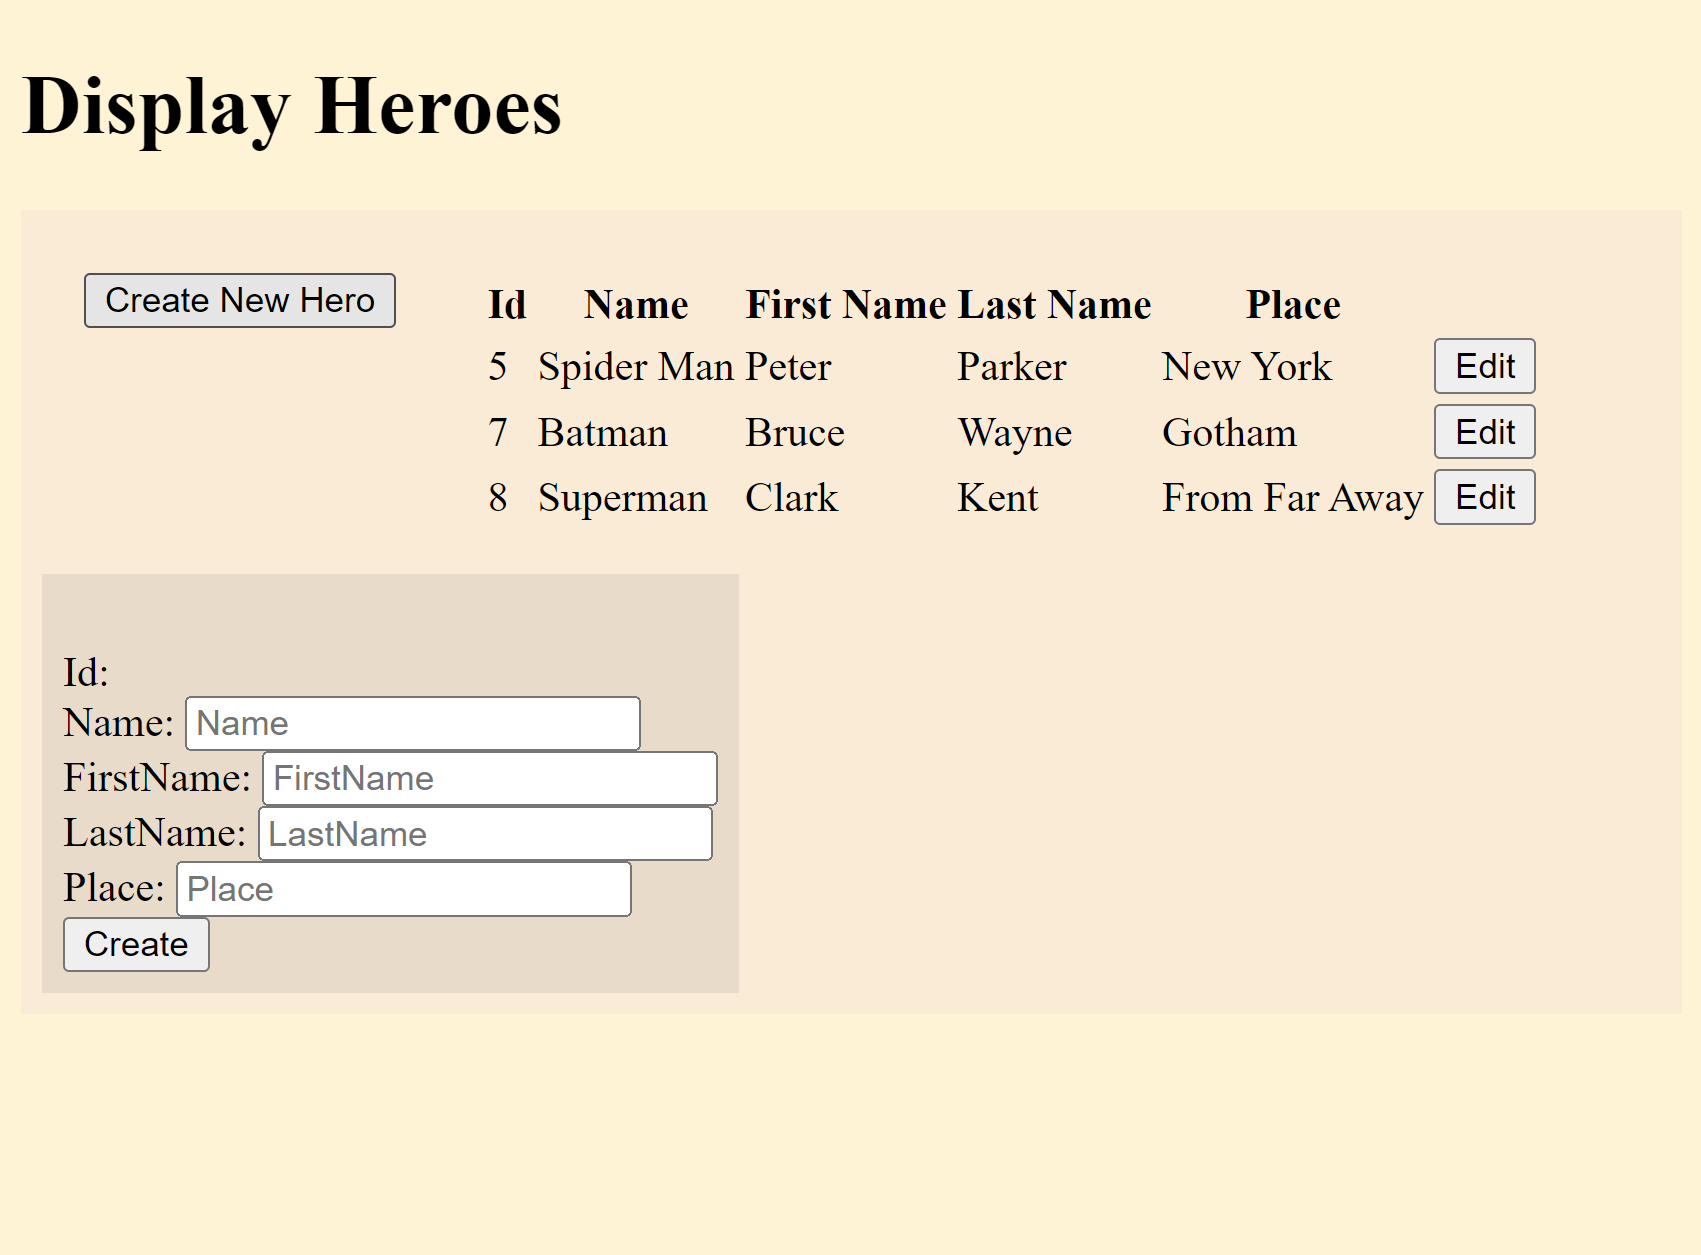 Display Heroes
Create New Hero
Id Name First Name Last Name Place
5 Spider Man Peter Parker New York Edit
7 Batman Bruce Wayne Gotham Edit
8 Superman Clark Kent From Far Away Edit
Id:
Name: Name
FirstName: FirstName
LastName: LastName
Place: Place
Create